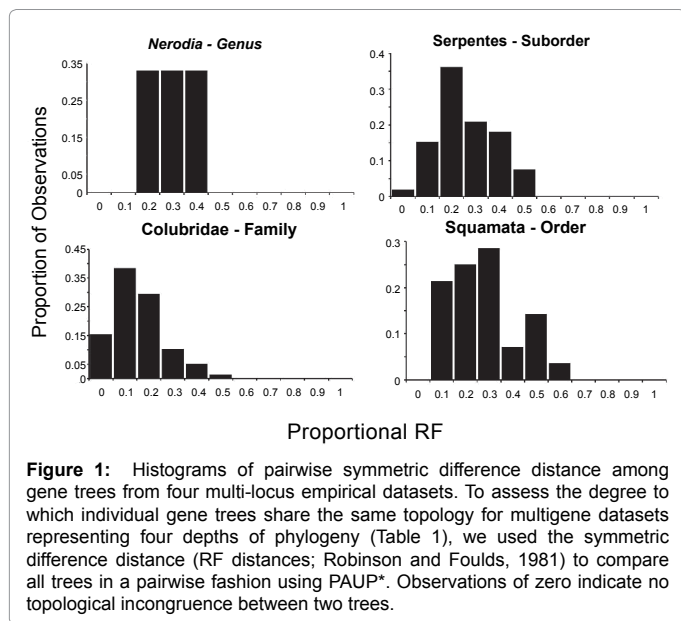 Nerodia - Genus
0.35
0.25
0.15
0.05
0
0 0.1 0.2 0.3 0.4 0.5 0.6 0.7 0.8 0.9 1
Serpentes - Suborder
0.4
0.3
0.2
0.1
0
0 0.1 0.2 0.3 0.4 0.5 0.6 0.7 0.8 0.9 1
Proportion of Observations
Colubridae - Family
0.45
0.35
0.25
0.15
0.05
0
0 0.1 0.2 0.3 0.4 0.5 0.6 0.7 0.8 0.9 1
Squamata - Order
0.3
0.2
0.1
0
0 0.1 0.2 0.3 0.4 0.5 0.6 0.7 0.8 0.9 1
Proportional RF
Figure 1: Histograms of pairwise symmetric difference distance among
gene trees from four multi-locus empirical datasets. To assess the degree to
which individual gene trees share the same topology for multigene datasets
representing four depths of phylogeny (Table 1), we used the symmetric
difference distance (RF distances; Robinson and Foulds, 1981) to compare
all trees in a pairwise fashion using PAUP*. Observations of zero indicate no
topological incongruence between two trees.